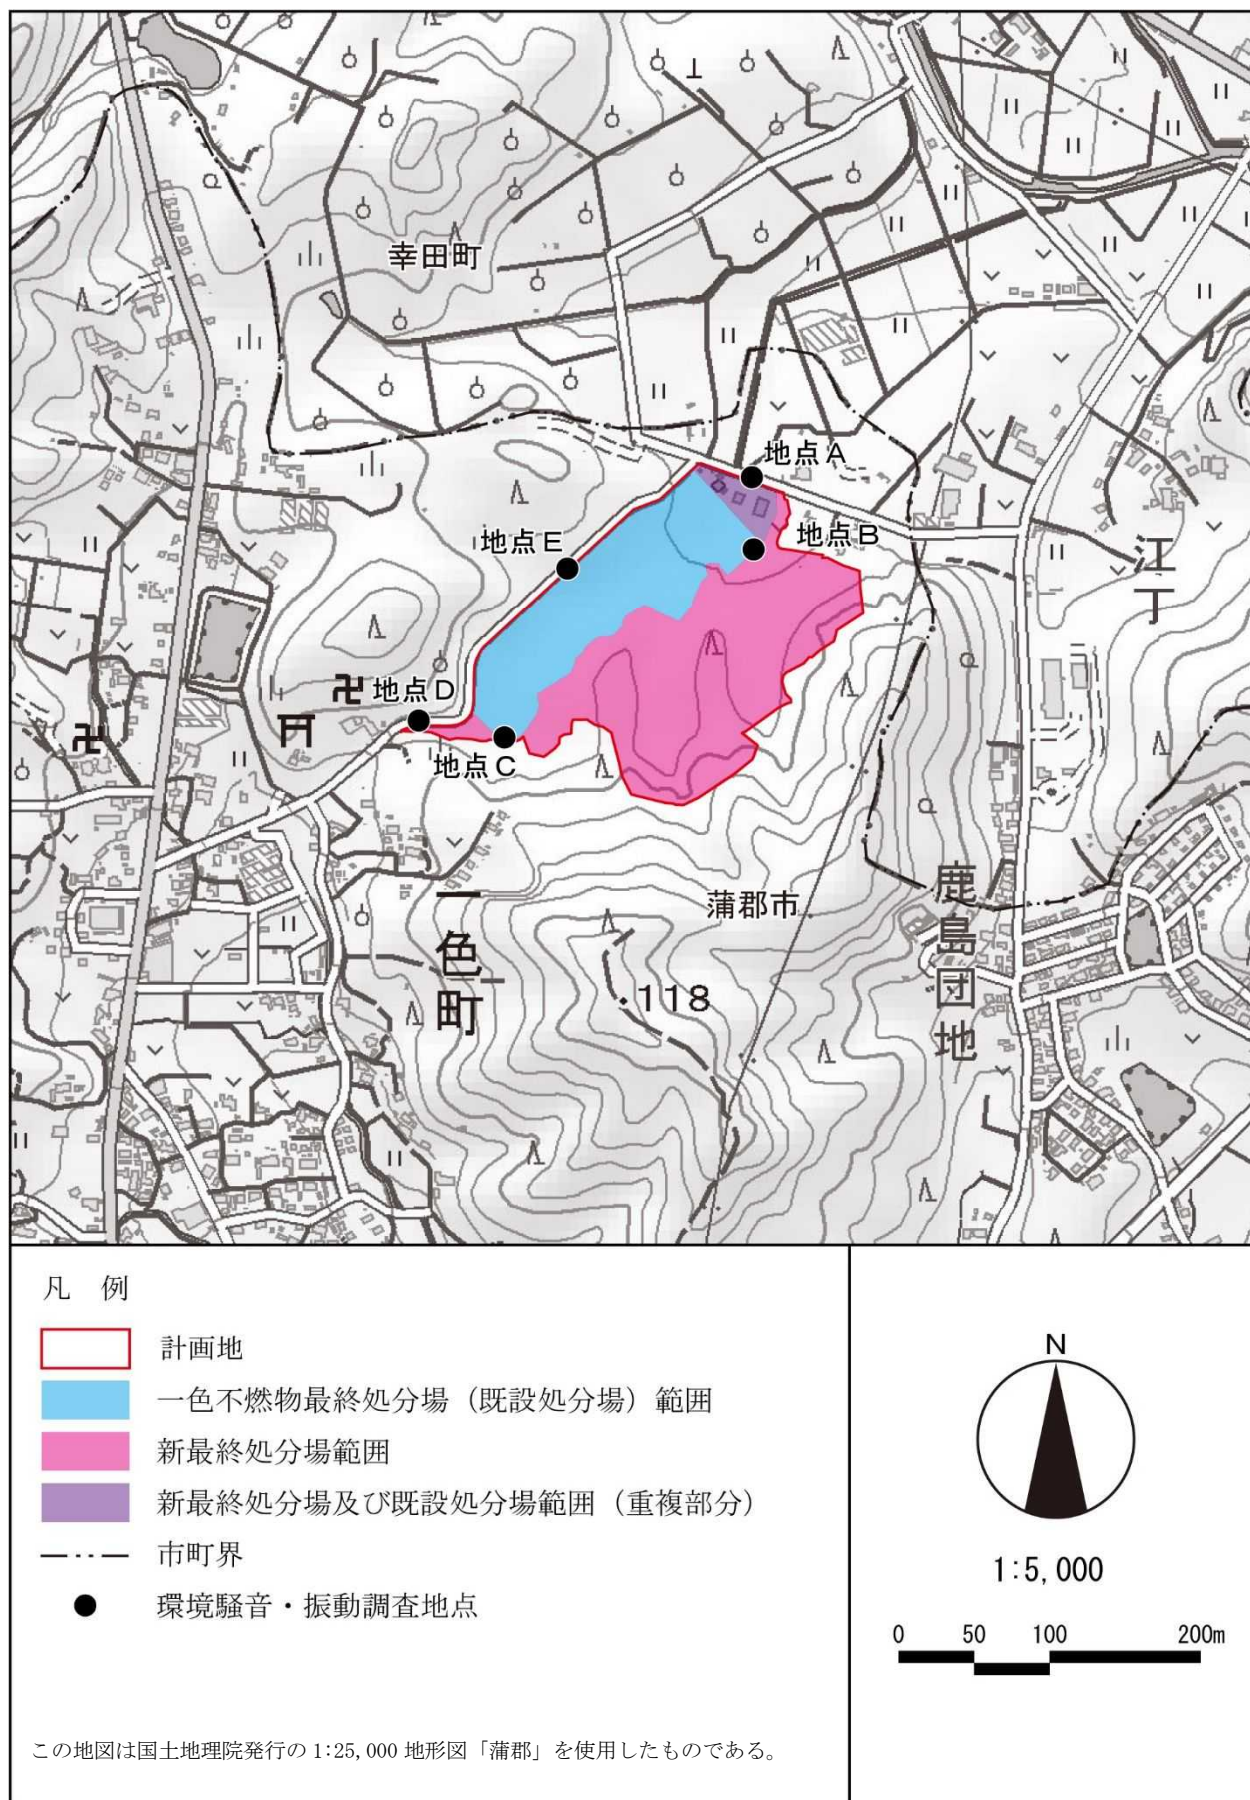 幸田町
地点A
地点B
地点E
江丁
地点D
地点C
一色町
蒲郡市
鹿島団地
118
凡 例
計画地
一色不燃物最終処分場（既設処分場）範囲
新最終処分場範囲
新最終処分場及び既設処分場範囲（重複部分）
市町界
環境騒音・振動調査地点
この地図は国土地理院発行の 1:25,000 地形図「蒲郡」を使用したものである。
N
1:5,000
0 50 100 200m